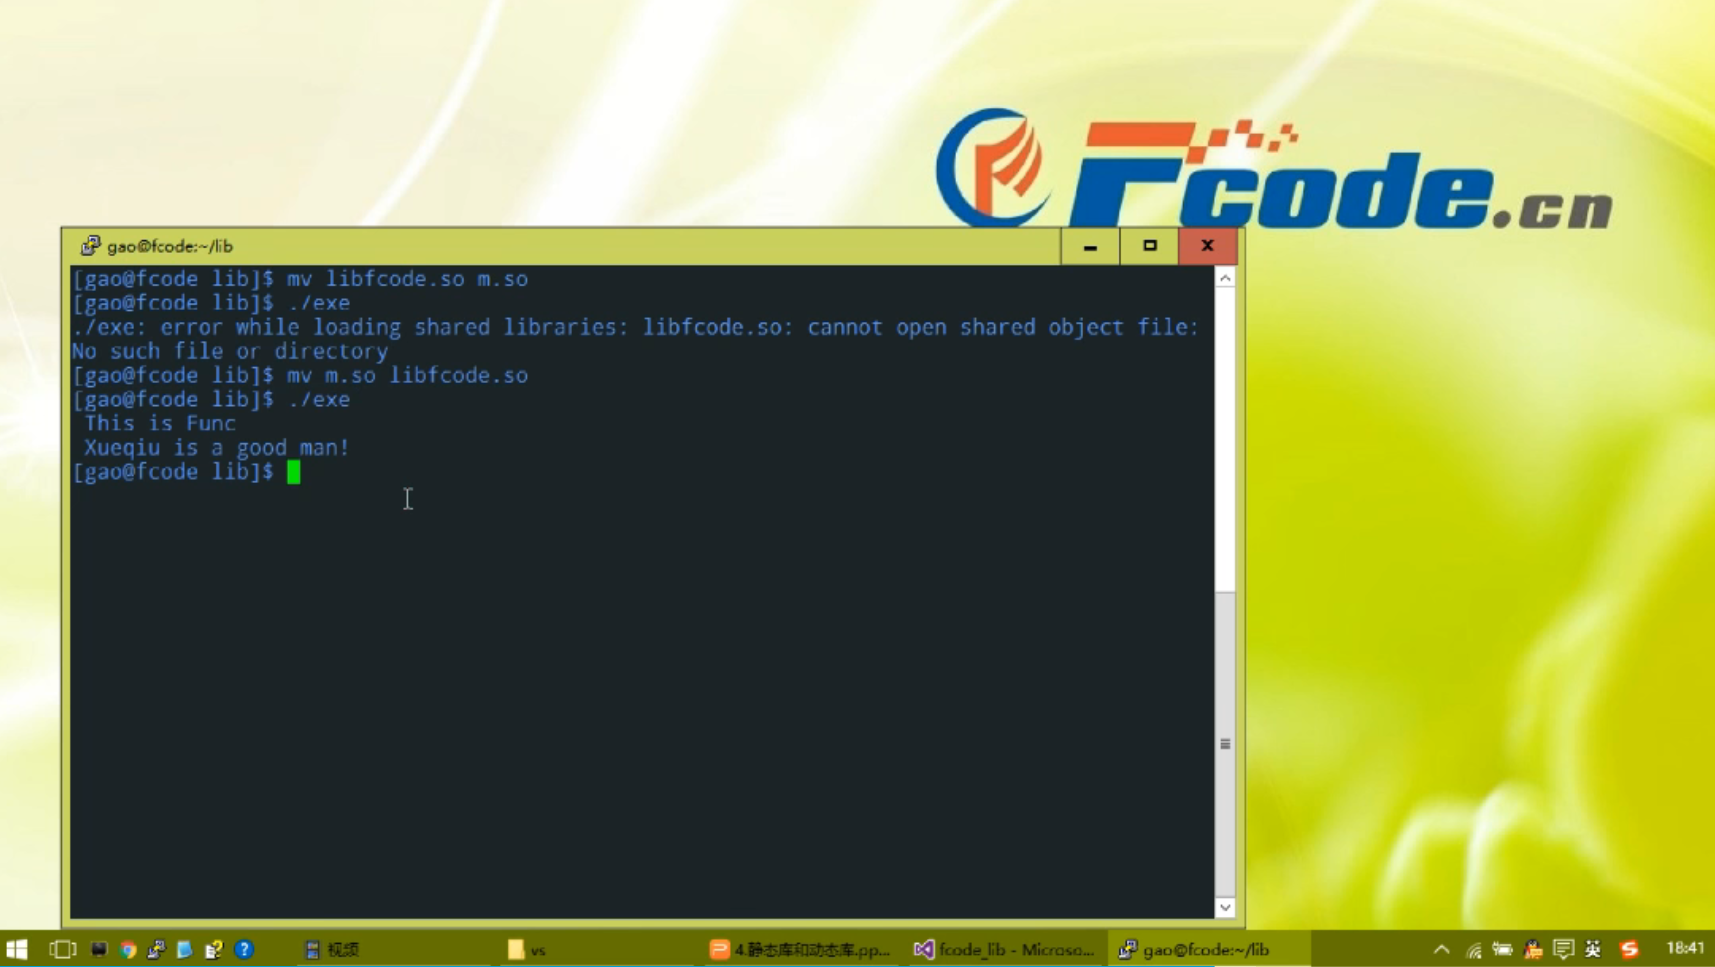 Fcode.cn
gao@fcode:~/lib
[gao@fcode lib]$ mv libfcode.so m.so
[gao@fcode lib]$ ./exe
./exe: error while loading shared libraries: libfcode.so: cannot open shared object file:
No such file or directory
[gao@fcode lib]$ mv m.so libfcode.so
[gao@fcode lib]$ ./exe
This is Func
Xueqiu is a good man!
[gao@fcode lib]$
视频
vs
4.静态库和动态库.pp...
fcode_lib - Microso...
gao@fcode:~/lib
英
18:41